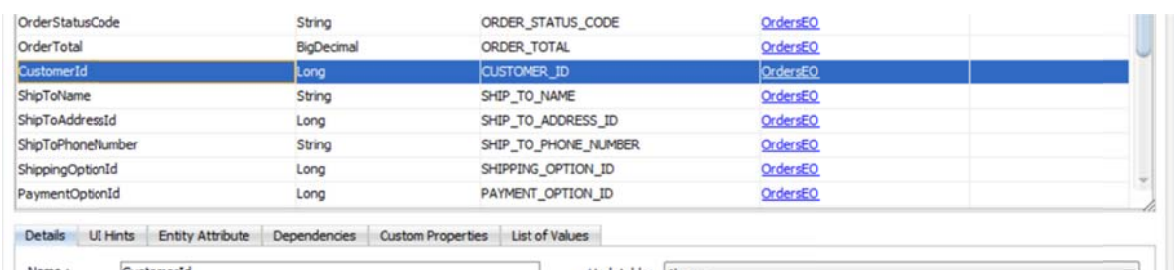 OrderStatusCode String ORDER_STATUS_CODE OrdersEO
OrderTotal BigDecimal ORDER_TOTAL OrdersEO
CustomerId Long CUSTOMER_ID OrdersEO
ShipToName String SHIP_TO_NAME OrdersEO
ShipToAddressId Long SHIP_TO_ADDRESS_ID OrdersEO
ShipToPhoneNumber String SHIP_TO_PHONE_NUMBER OrdersEO
ShippingOptionId Long SHIPPING_OPTION_ID OrdersEO
PaymentOptionId Long PAYMENT_OPTION_ID OrdersEO
Details UI Hints Entity Attribute Dependencies Custom Properties List of Values